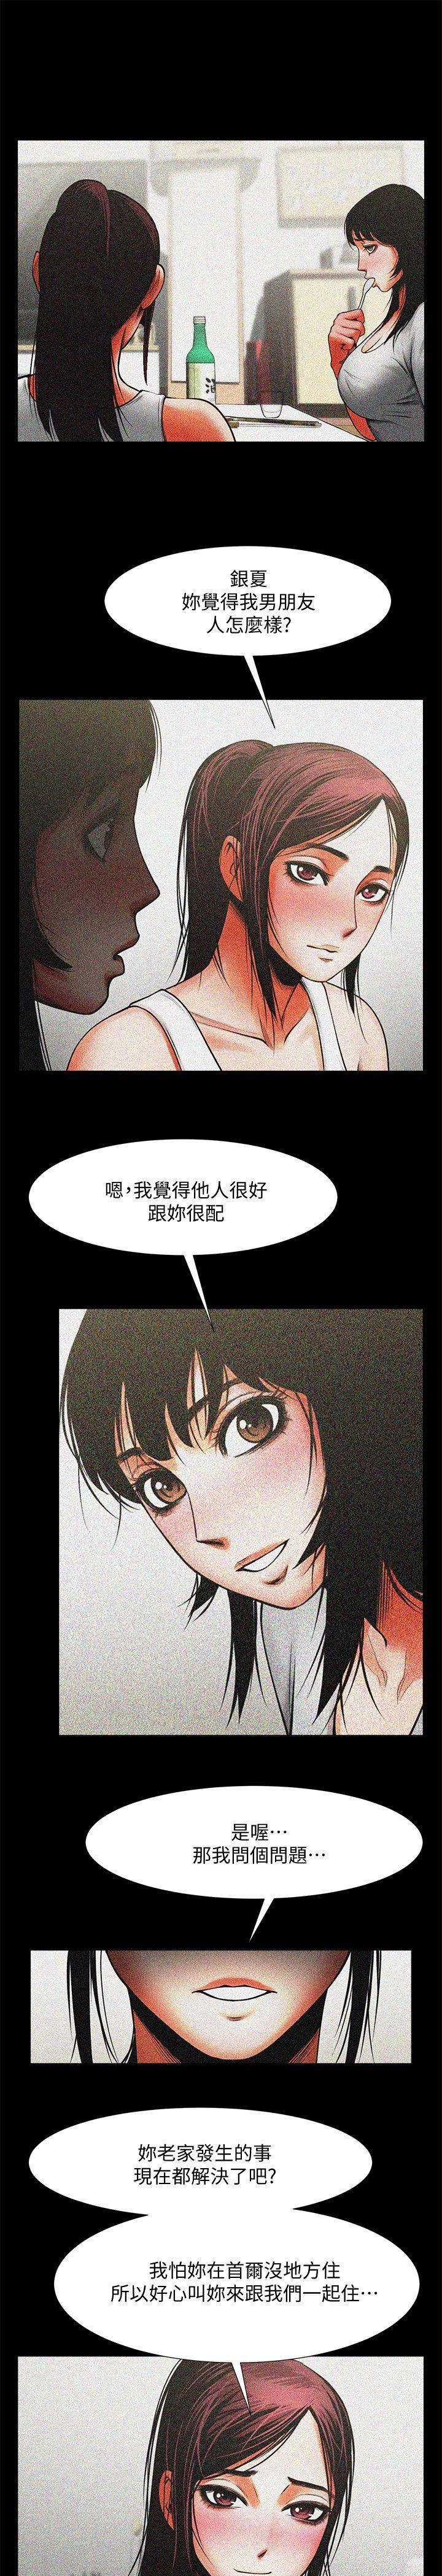 酒
銀夏
妳覺得我男朋友
人怎麼樣?
嗯,我覺得他人很好
跟妳很配
是喔…
那我問個問題…
妳老家發生的事
現在都解決了吧?
我怕妳在首爾沒地方住
所以好心叫妳來跟我們一起住…